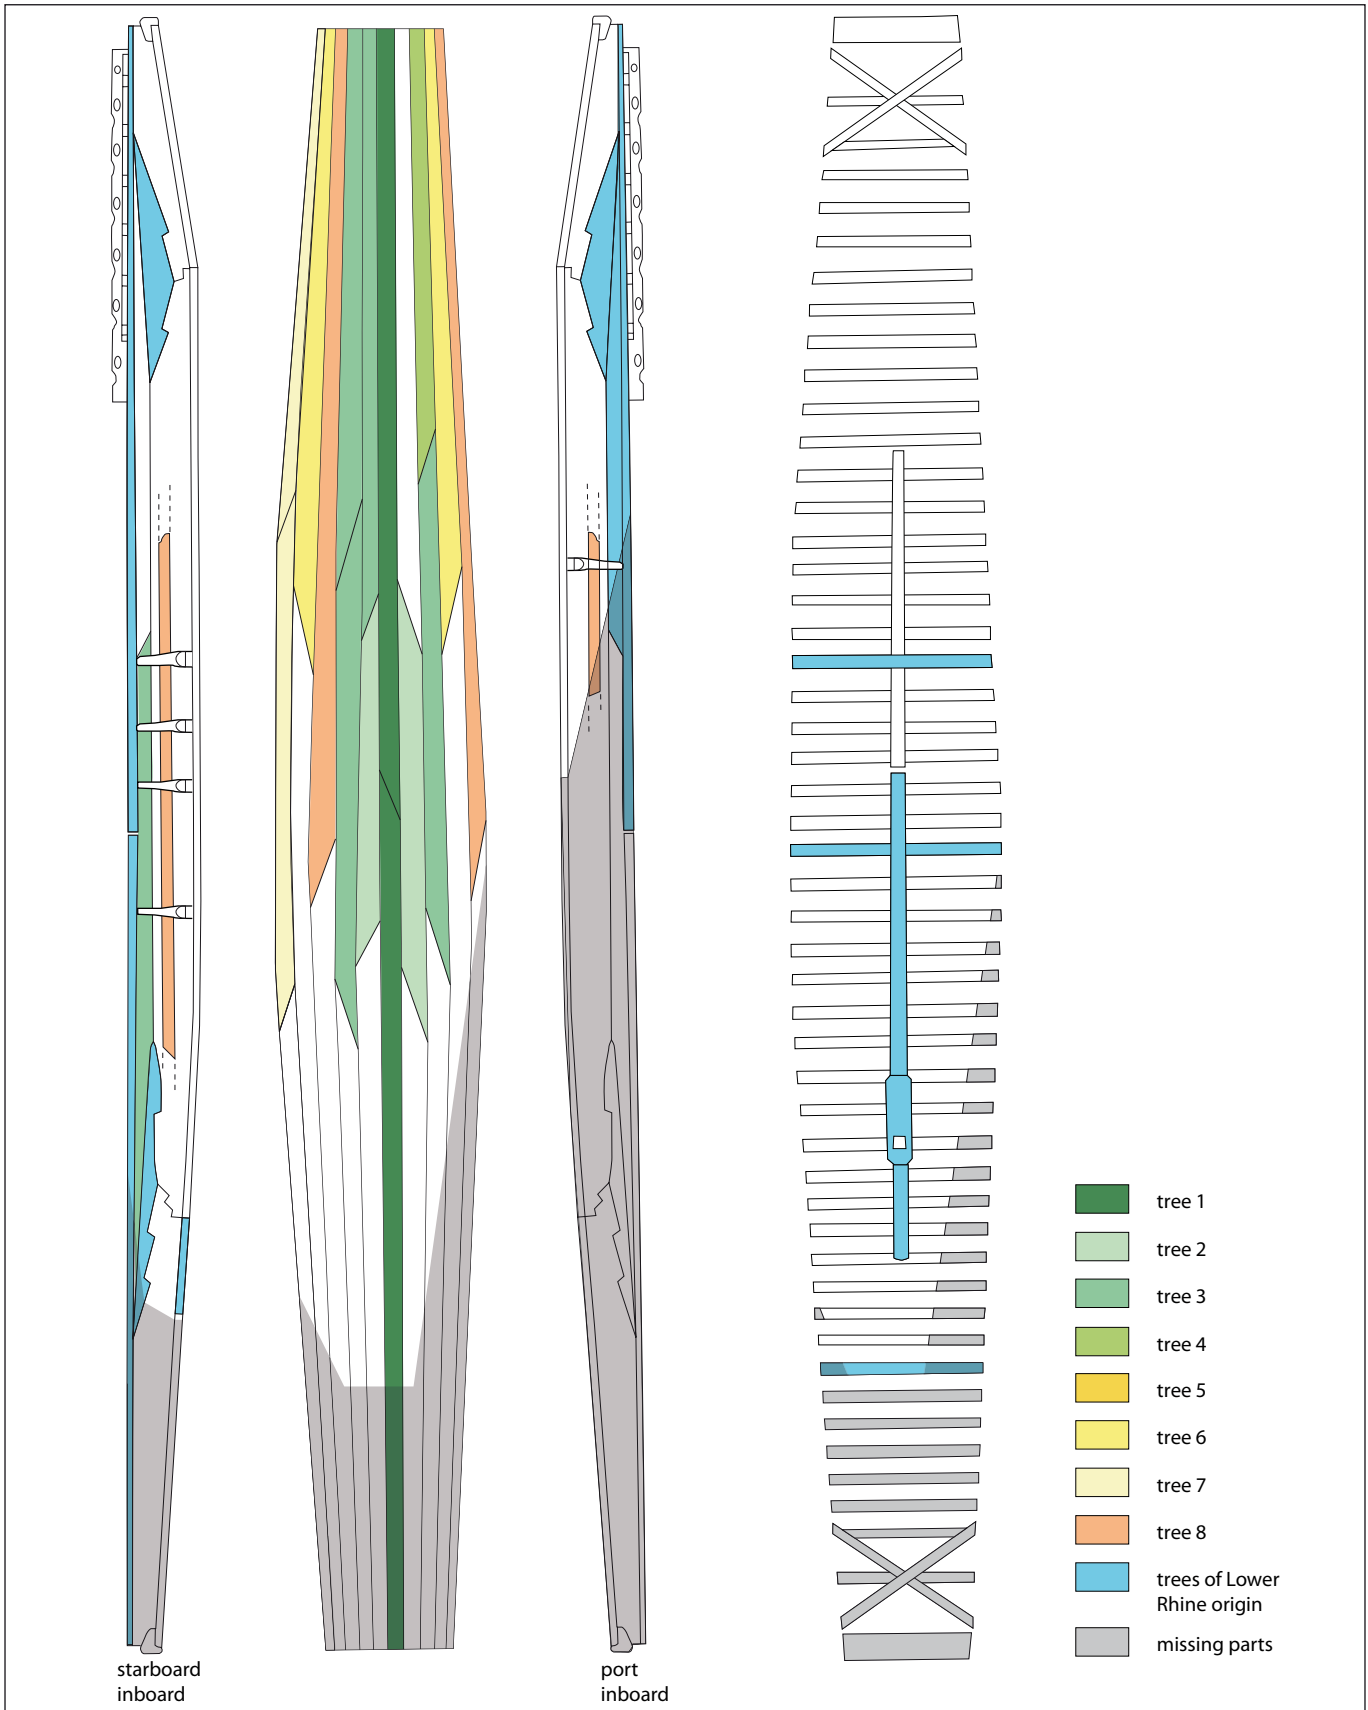 tree 1
tree 2
tree 3
tree 4
tree 5
tree 6
tree 7
tree 8
trees of Lower
Rhine origin
missing parts
starboard
inboard
port
inboard